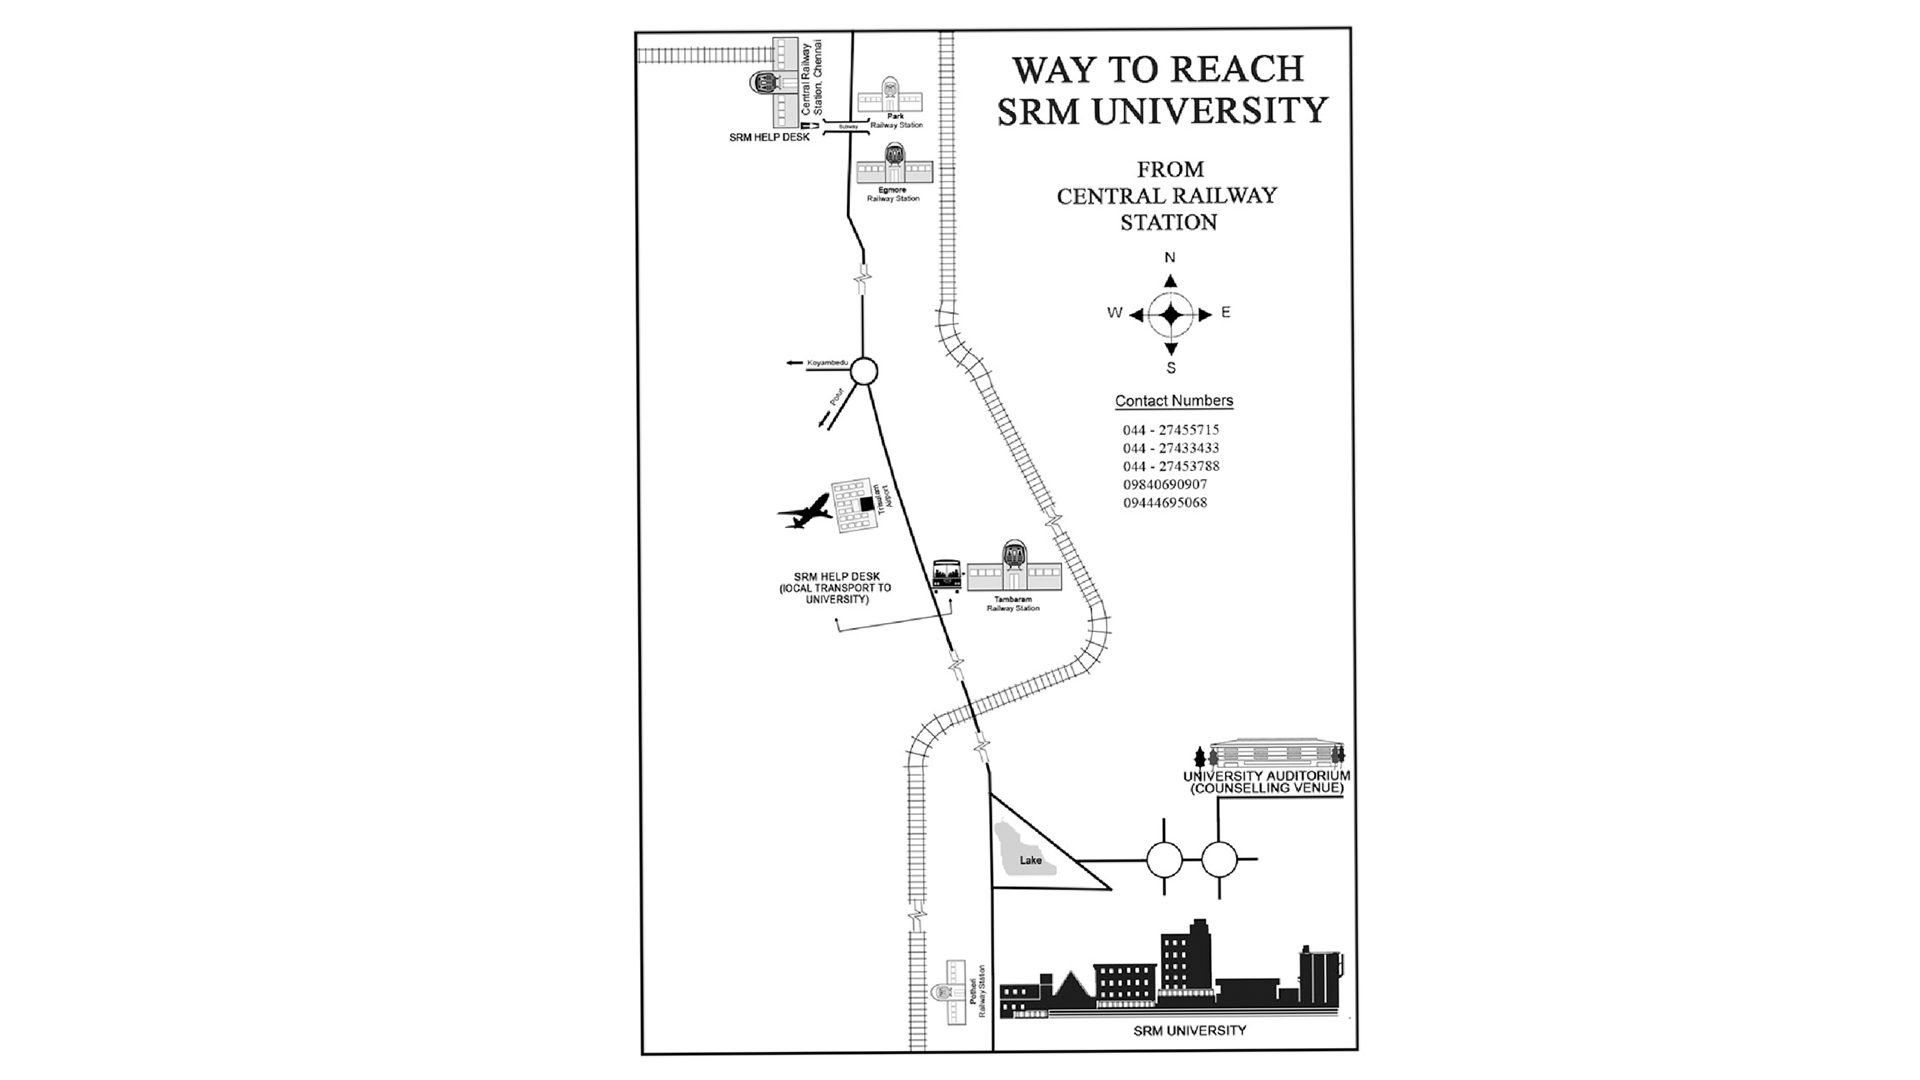 WAY TO REACH
SRM UNIVERSITY
FROM
CENTRAL RAILWAY
STATION
N
W
E
S
Contact Numbers
044 - 27455715
044 - 27433433
044 - 27453788
09840690907
09444695068
Central Railway
Station, Chennai
SRM HELP DESK
Subway
Park
Railway Station
Egmore
Railway Station
Koyambedu
Porur
Trisulam
Airport
SRM HELP DESK
(lOCAL TRANSPORT TO
UNIVERSITY)
Tambaram
Railway Station
UNIVERSITY AUDITORIUM
(COUNSELLING VENUE)
Lake
Potheri
Railway Station
SRM UNIVERSITY